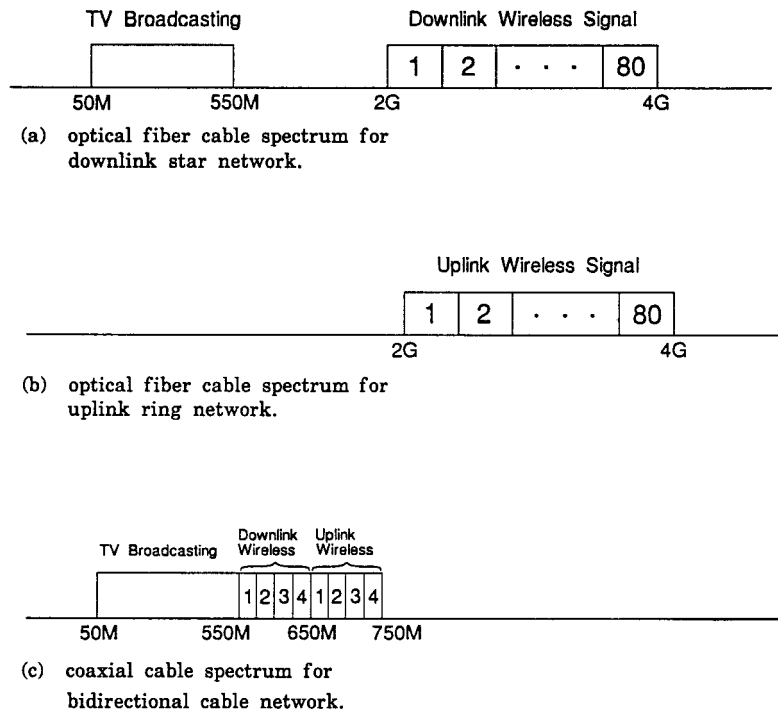 TV Broadcasting Downlink Wireless Signal
1 2 · · · 80
50M 550M 2G 4G
(a) optical fiber cable spectrum for
downlink star network.
Uplink Wireless Signal
1 2 · · · 80
2G 4G
(b) optical fiber cable spectrum for
uplink ring network.
Downlink Uplink
TV Broadcasting Wireless Wireless
1 2 3 4 1 2 3 4
50M 550M 650M 750M
(c) coaxial cable spectrum for
bidirectional cable network.